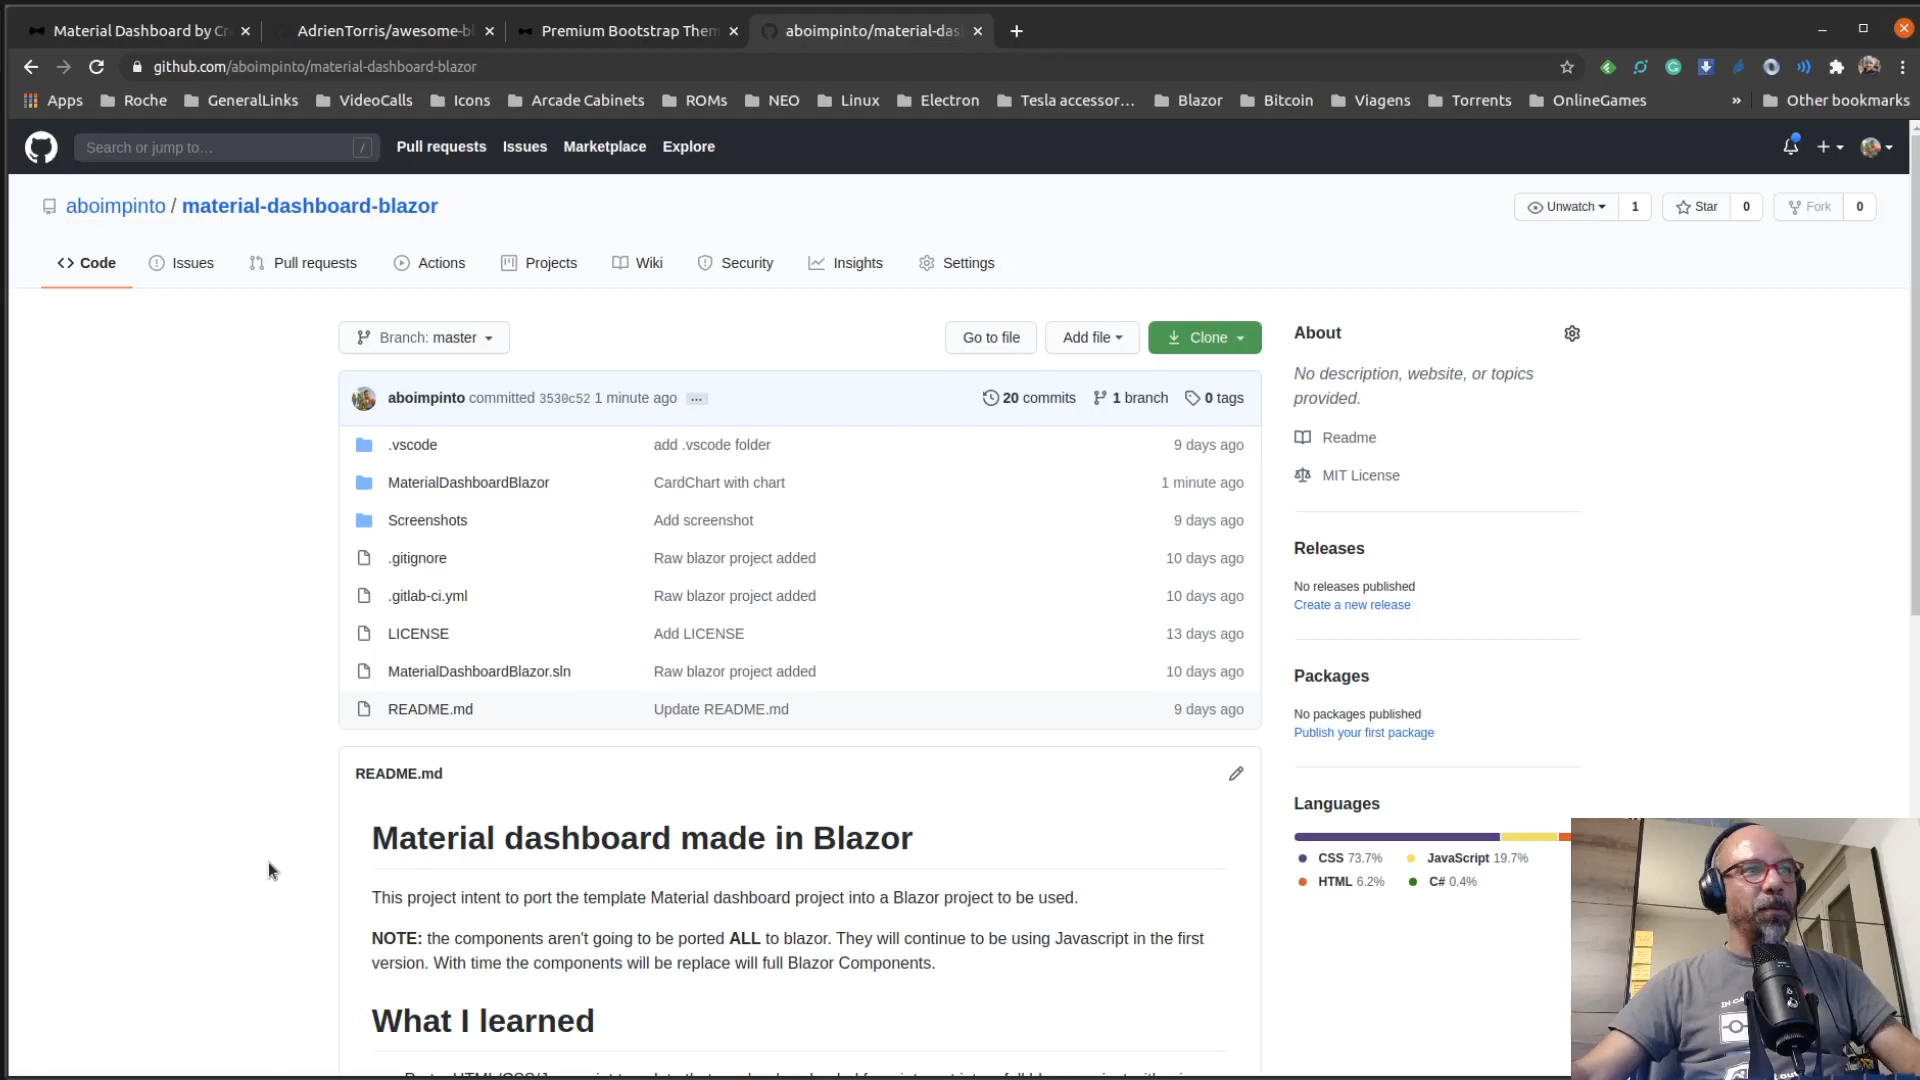 Material Dashboard by Cr
AdrienTorris/awesome-bl
Premium Bootstrap Them
aboimpinto/material-das
github.com/aboimpinto/material-dashboard-blazor
Apps Roche GeneralLinks VideoCalls Icons Arcade Cabinets ROMs NEO Linux Electron Tesla accessor... Blazor Bitcoin Viagens Torrents OnlineGames » Other bookmarks
Search or jump to... / Pull requests Issues Marketplace Explore
aboimpinto / material-dashboard-blazor
Unwatch 1 Star 0 Fork 0
Code Issues Pull requests Actions Projects Wiki Security Insights Settings
Branch: master Go to file Add file Clone
aboimpinto committed 3530c52 1 minute ago ... 20 commits 1 branch 0 tags
.vscode add .vscode folder 9 days ago
MaterialDashboardBlazor CardChart with chart 1 minute ago
Screenshots Add screenshot 9 days ago
.gitignore Raw blazor project added 10 days ago
.gitlab-ci.yml Raw blazor project added 10 days ago
LICENSE Add LICENSE 13 days ago
MaterialDashboardBlazor.sln Raw blazor project added 10 days ago
README.md Update README.md 9 days ago
README.md
Material dashboard made in Blazor
This project intent to port the template Material dashboard project into a Blazor project to be used.
NOTE: the components aren't going to be ported ALL to blazor. They will continue to be using Javascript in the first
version. With time the components will be replace will full Blazor Components.
What I learned
About
No description, website, or topics
provided.
Readme
MIT License
Releases
No releases published
Create a new release
Packages
No packages published
Publish your first package
Languages
CSS 73.7% JavaScript 19.7%
HTML 6.2% C# 0.4%